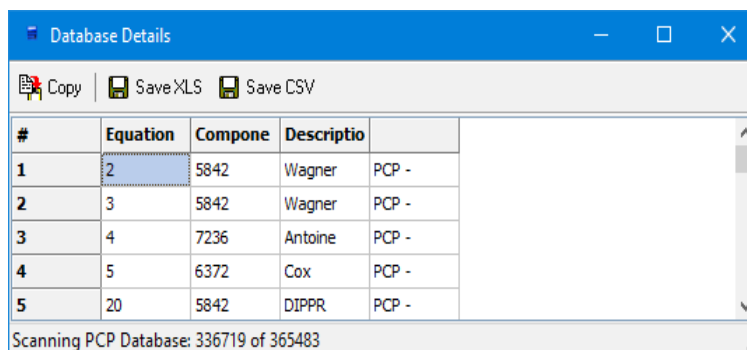 Database Details
Copy Save XLS Save CSV
# Equation Compone Descriptio
1 2 5842 Wagner PCP -
2 3 5842 Wagner PCP -
3 4 7236 Antoine PCP -
4 5 6372 Cox PCP -
5 20 5842 DIPPR PCP -
Scanning PCP Database: 336719 of 365483